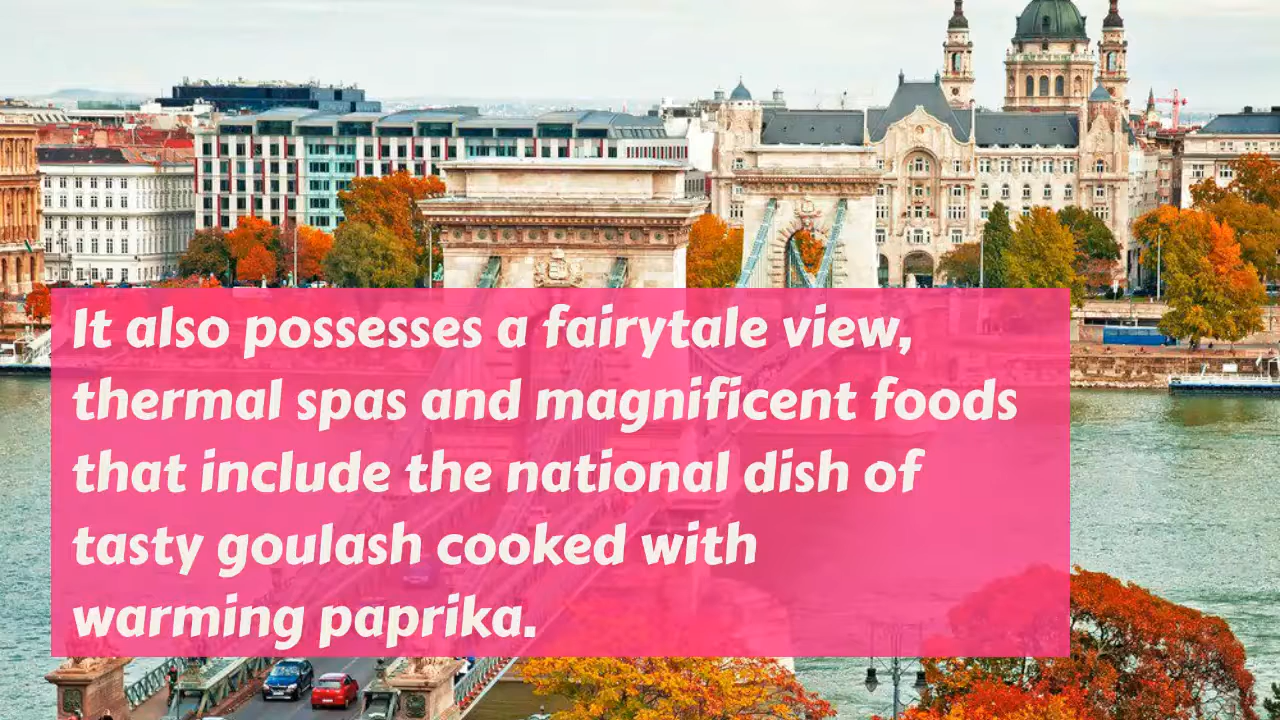 It also possesses a fairytale view,
thermal spas and magnificent foods
that include the national dish of
tasty goulash cooked with
warming paprika.